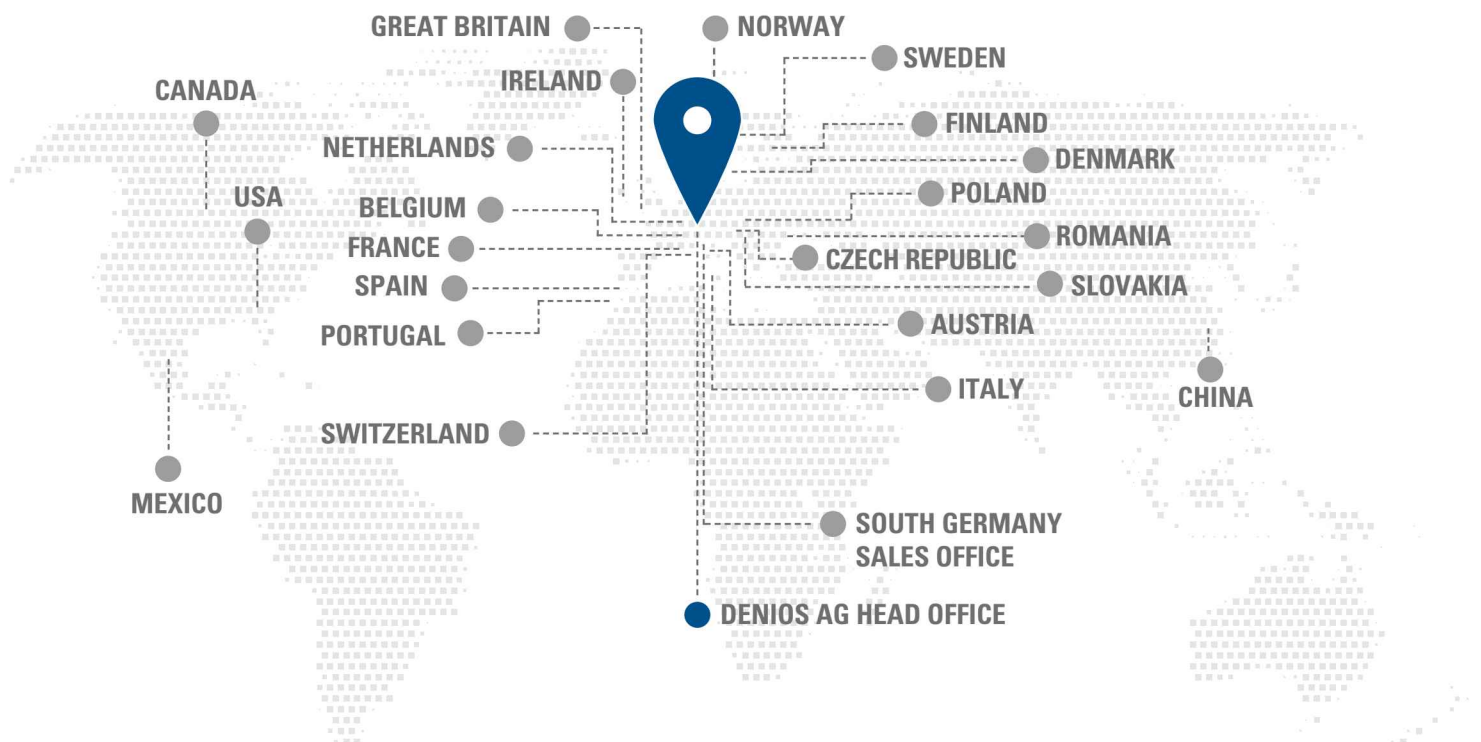 GREAT BRITAIN
NORWAY
SWEDEN
IRELAND
CANADA
FINLAND
NETHERLANDS
DENMARK
USA
POLAND
BELGIUM
ROMANIA
FRANCE
CZECH REPUBLIC
SPAIN
SLOVAKIA
PORTUGAL
AUSTRIA
ITALY
CHINA
SWITZERLAND
MEXICO
SOUTH GERMANY
SALES OFFICE
DENIOS AG HEAD OFFICE